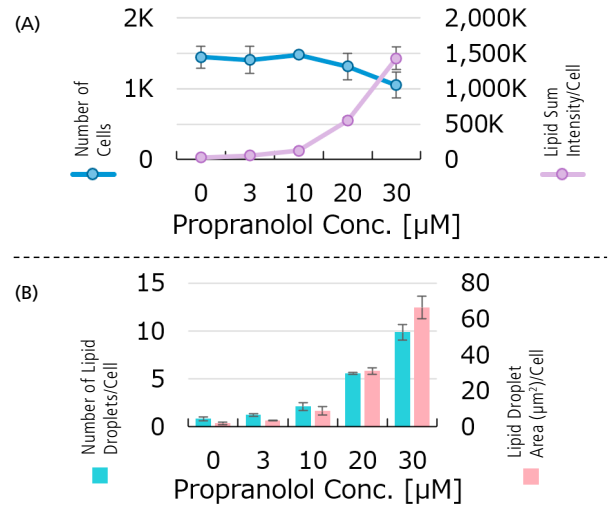 (A)
2K
1K
0
2,000K
1,500K
1,000K
500K
0
Number of
Cells
Lipid Sum
Intensity/Cell
0 3 10 20 30
Propranolol Conc. [µM]
(B)
15
10
5
0
80
60
40
20
0
Number of Lipid
Droplets/Cell
Lipid Droplet
Area (µm²)/Cell
0 3 10 20 30
Propranolol Conc. [µM]